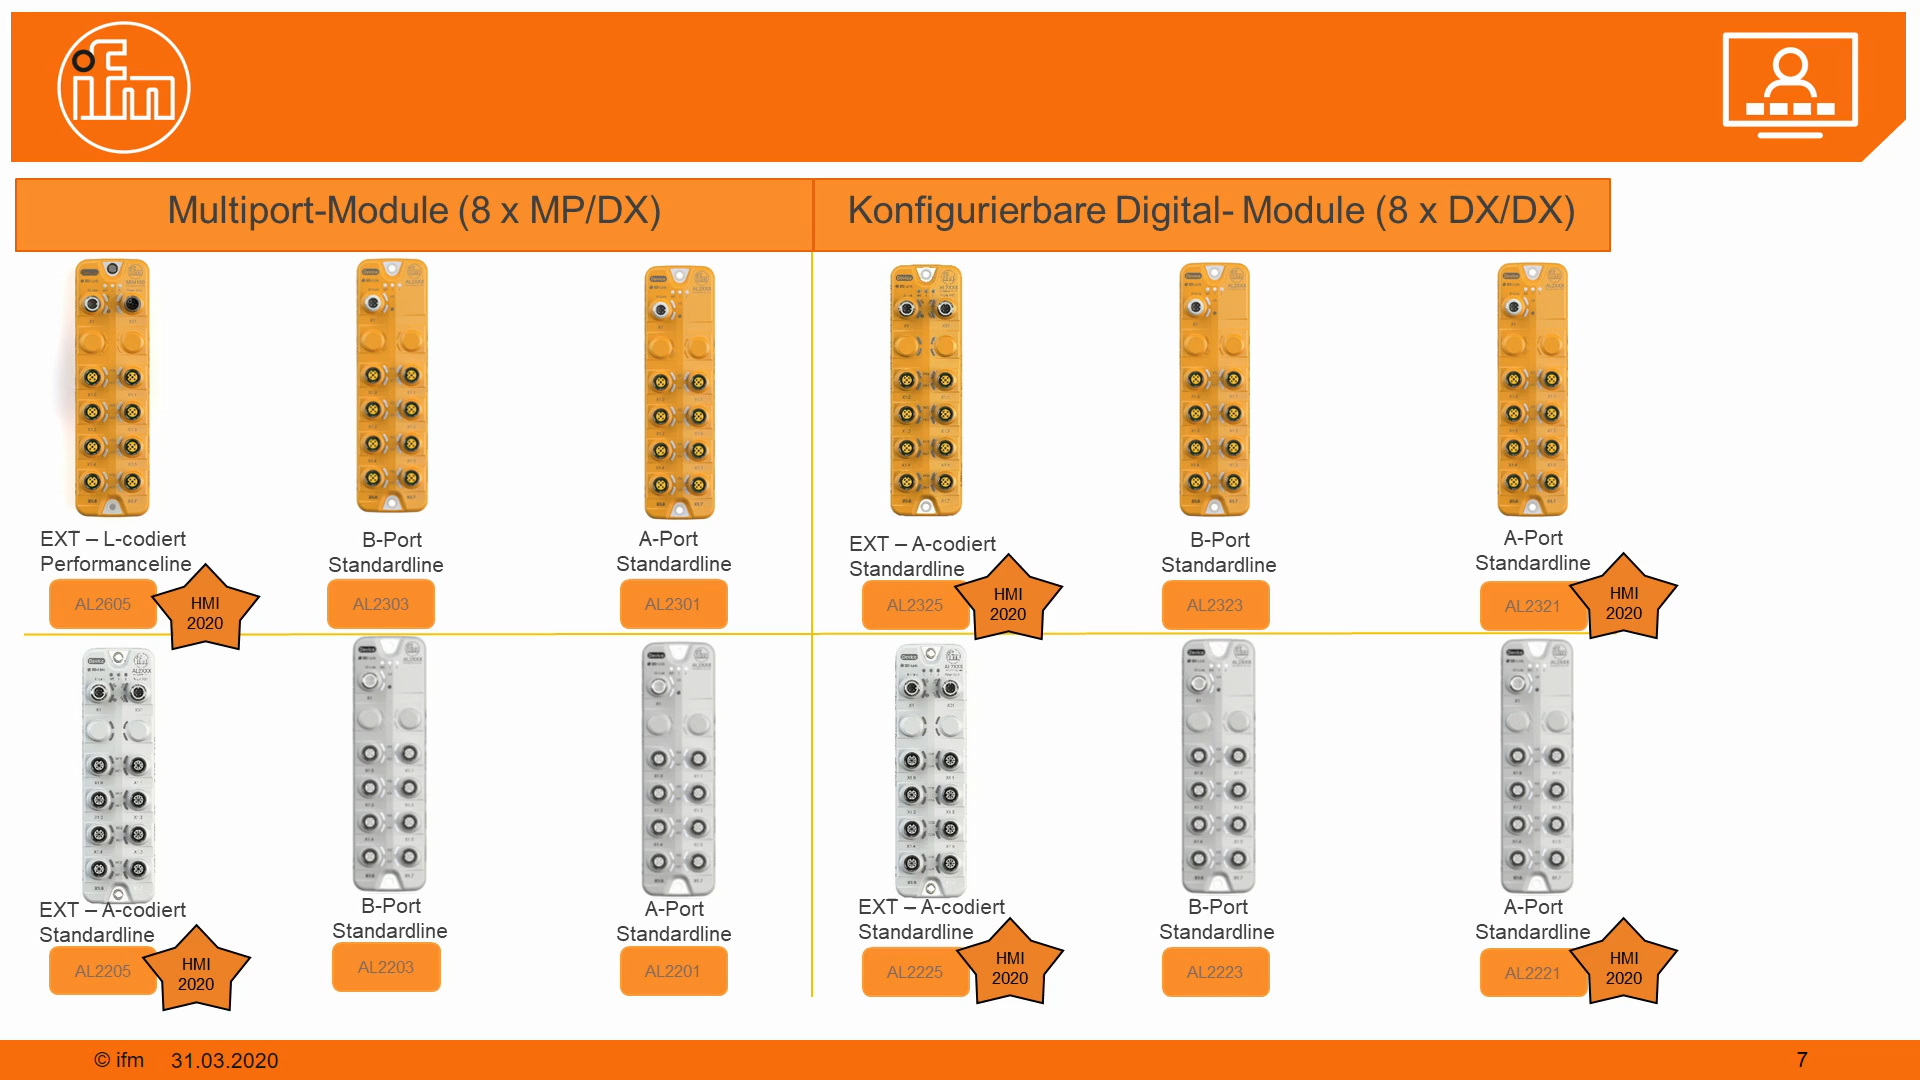 ifm
Multiport-Module (8 x MP/DX)
Konfigurierbare Digital- Module (8 x DX/DX)
EXT – L-codiert
Performanceline
AL2605
HMI
2020
B-Port
Standardline
AL2303
A-Port
Standardline
AL2301
EXT – A-codiert
Standardline
AL2325
HMI
2020
B-Port
Standardline
AL2323
A-Port
Standardline
AL2321
HMI
2020
EXT – A-codiert
Standardline
AL2205
HMI
2020
B-Port
Standardline
AL2203
A-Port
Standardline
AL2201
EXT – A-codiert
Standardline
AL2225
HMI
2020
B-Port
Standardline
AL2223
A-Port
Standardline
AL2221
HMI
2020
© ifm 31.03.2020
7